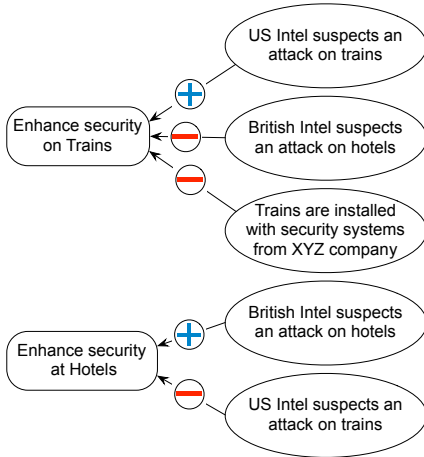 US Intel suspects an
attack on trains
Enhance security
on Trains
British Intel suspects
an attack on hotels
Trains are installed
with security systems
from XYZ company
British Intel suspects
an attack on hotels
Enhance security
at Hotels
US Intel suspects an
attack on trains